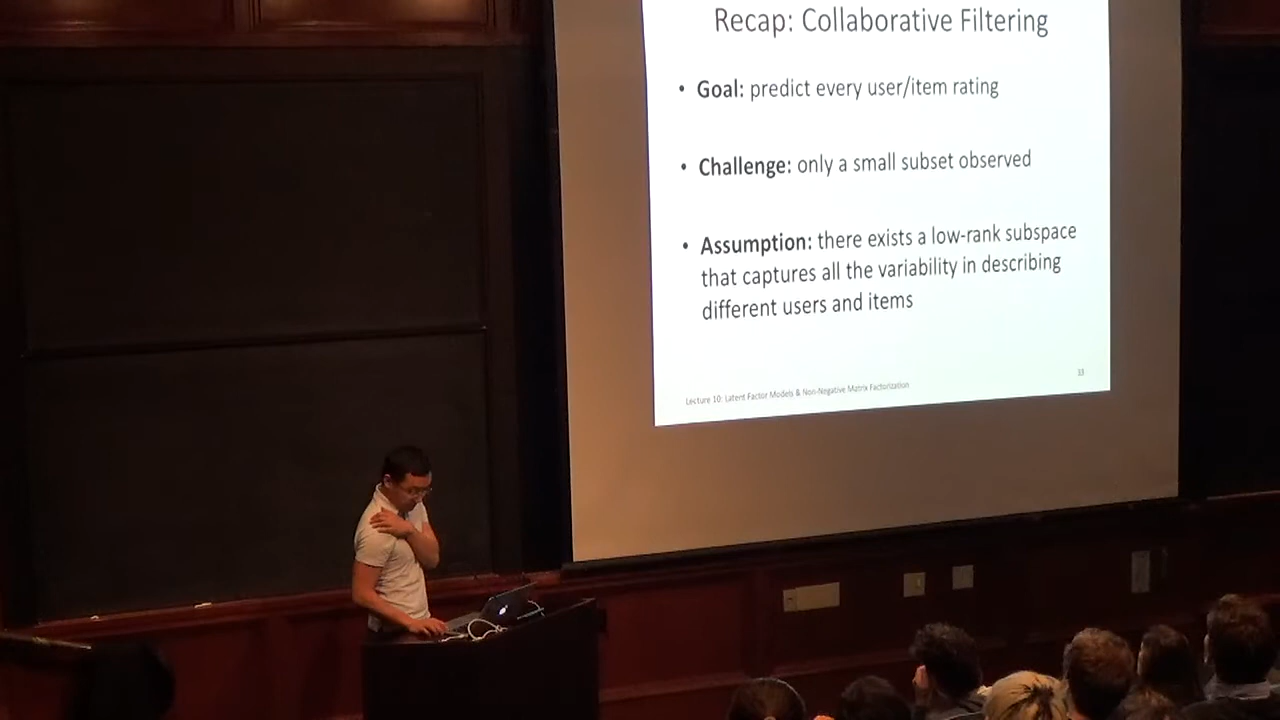 Recap: Collaborative Filtering
• Goal: predict every user/item rating
• Challenge: only a small subset observed
• Assumption: there exists a low-rank subspace
that captures all the variability in describing
different users and items
Lecture 10: Latent Factor Models & Non-Negative Matrix Factorization
33